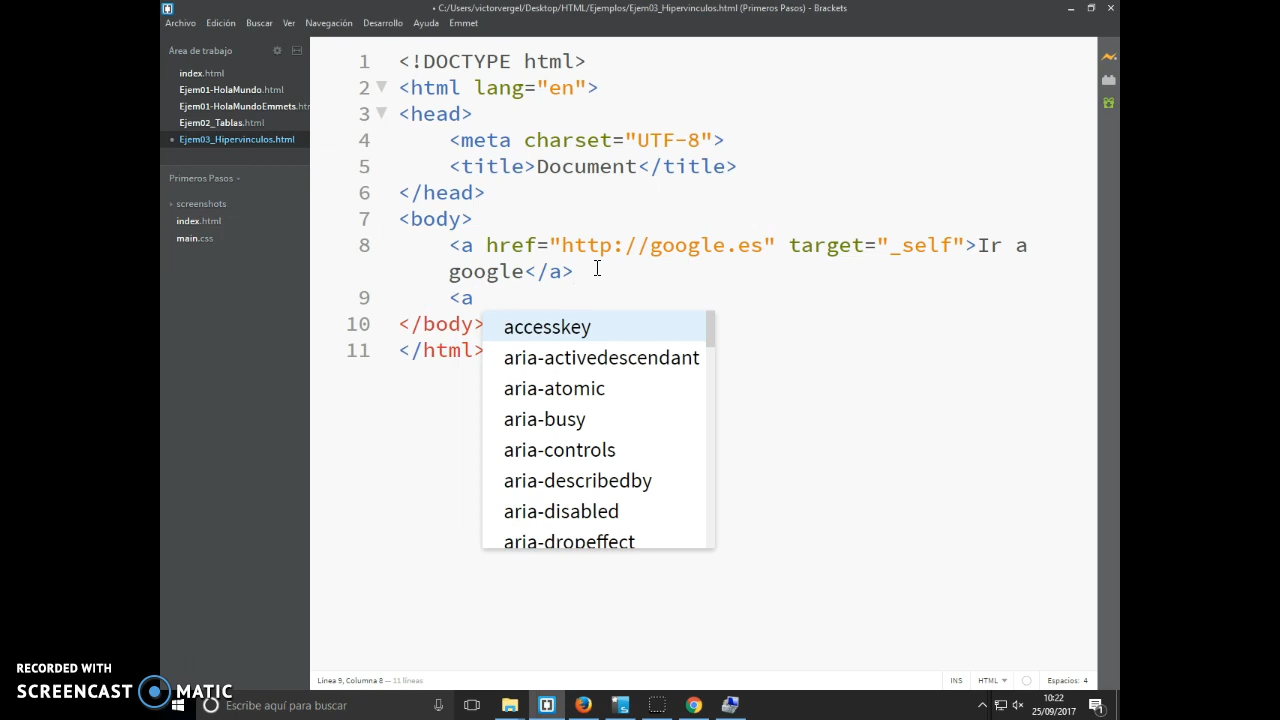 • C:/Users/victorvergel/Desktop/HTML/Ejemplos/Ejem03_Hipervinculos.html (Primeros Pasos) - Brackets
Archivo Edición Buscar Ver Navegación Desarrollo Ayuda Emmet
Área de trabajo
index.html
Ejem01-HolaMundo.html
Ejem01-HolaMundoEmmets.htr
Ejem02_Tablas.html
• Ejem03_Hipervinculos.html
Primeros Pasos
screenshots
index.html
main.css
1 <!DOCTYPE html>
2 <html lang="en">
3 <head>
4 <meta charset="UTF-8">
5 <title>Document</title>
6 </head>
7 <body>
8 <a href="http://google.es" target="_self">Ir a
google</a>
9 <a
10 </body>
11 </html>
accesskey
aria-activedescendant
aria-atomic
aria-busy
aria-controls
aria-describedby
aria-disabled
aria-dropeffect
Línea 9, Columna 8 — 11 líneas
INS HTML Espacios: 4
RECORDED WITH
SCREENCAST MATIC
Escribe aquí para buscar
10:22
25/09/2017
1